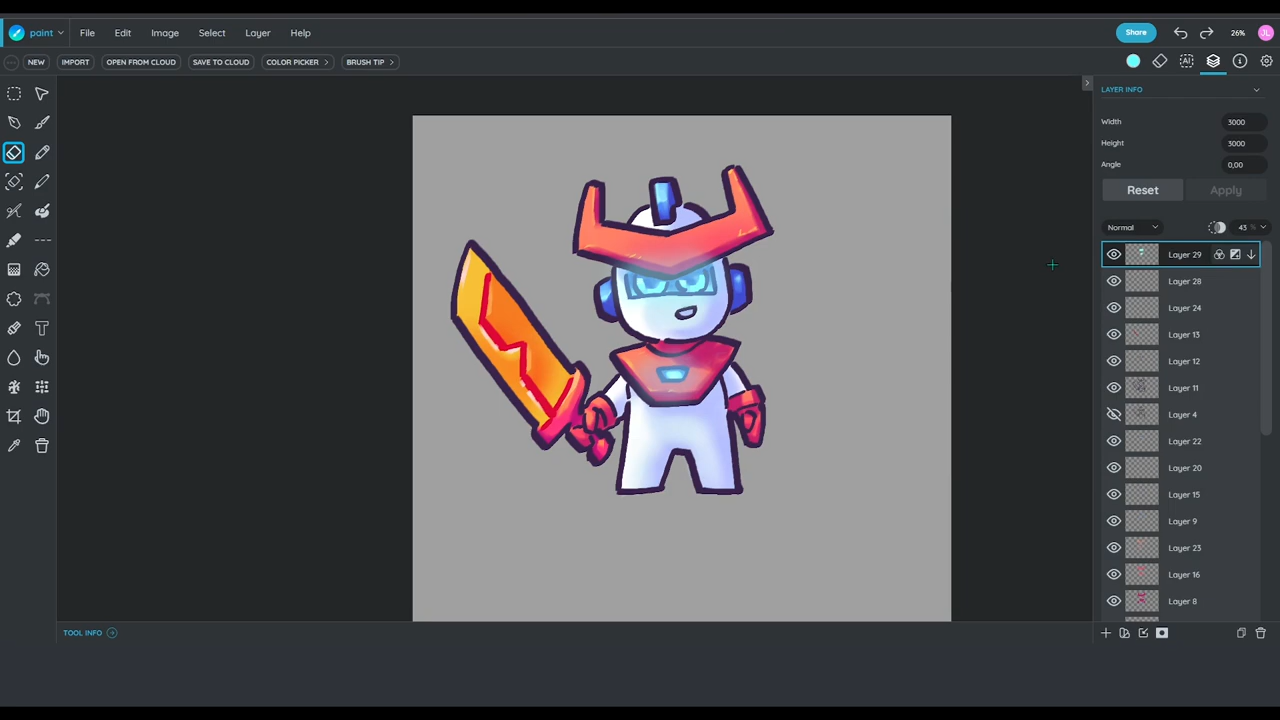 paint File Edit Image Select Layer Help Share 26% JL
NEW IMPORT OPEN FROM CLOUD SAVE TO CLOUD COLOR PICKER BRUSH TIP AI
LAYER INFO
Width 3000
Height 3000
Angle 0,00
Reset Apply
Normal 43 %
Layer 29
Layer 28
Layer 24
Layer 13
Layer 12
Layer 11
Layer 4
Layer 22
Layer 20
Layer 15
Layer 9
Layer 23
Layer 16
Layer 8
TOOL INFO